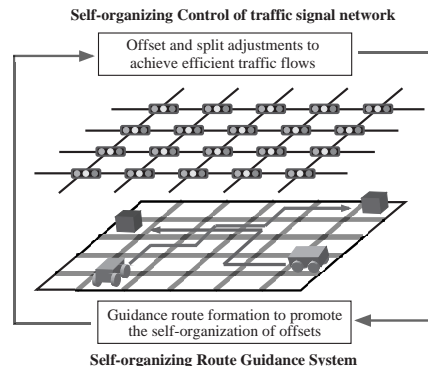 Self-organizing Control of traffic signal network
Offset and split adjustments to
achieve efficient traffic flows
Guidance route formation to promote
the self-organization of offsets
Self-organizing Route Guidance System